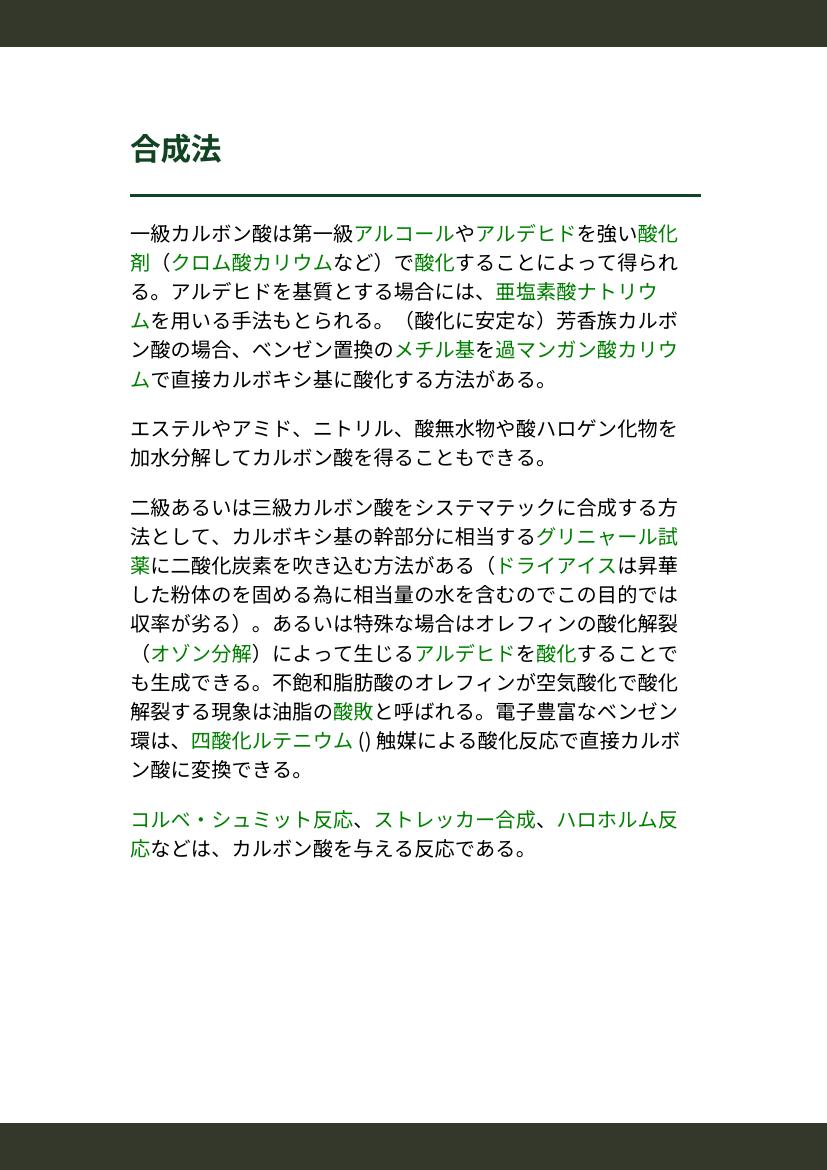 合成法
一級カルボン酸は第一級アルコールやアルデヒドを強い酸化
剤（クロム酸カリウムなど）で酸化することによって得られ
る。アルデヒドを基質とする場合には、亜塩素酸ナトリウ
ムを用いる手法もとられる。（酸化に安定な）芳香族カルボ
ン酸の場合、ベンゼン置換のメチル基を過マンガン酸カリウ
ムで直接カルボキシ基に酸化する方法がある。
エステルやアミド、ニトリル、酸無水物や酸ハロゲン化物を
加水分解してカルボン酸を得ることもできる。
二級あるいは三級カルボン酸をシステマテックに合成する方
法として、カルボキシ基の幹部分に相当するグリニャール試
薬に二酸化炭素を吹き込む方法がある（ドライアイスは昇華
した粉体のを固める為に相当量の水を含むのでこの目的では
収率が劣る）。あるいは特殊な場合はオレフィンの酸化解裂
（オゾン分解）によって生じるアルデヒドを酸化することで
も生成できる。不飽和脂肪酸のオレフィンが空気酸化で酸化
解裂する現象は油脂の酸敗と呼ばれる。電子豊富なベンゼン
環は、四酸化ルテニウム () 触媒による酸化反応で直接カルボ
ン酸に変換できる。
コルベ・シュミット反応、ストレッカー合成、ハロホルム反
応などは、カルボン酸を与える反応である。